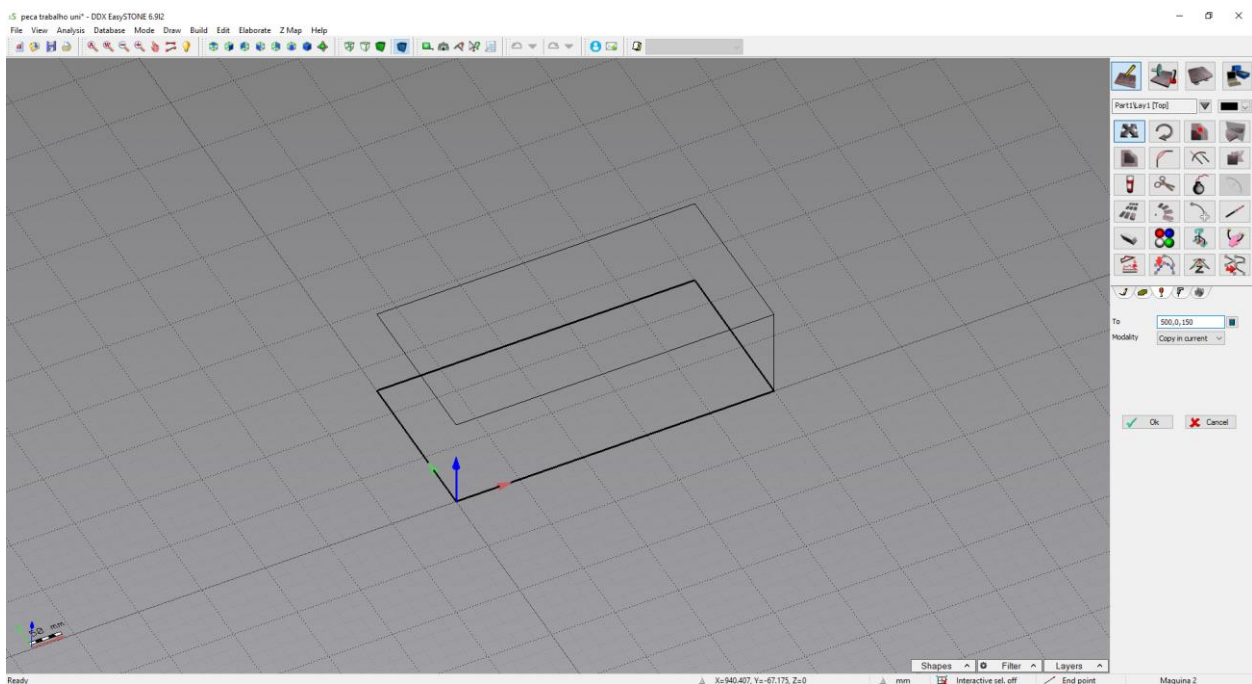 peca trabalho uni* - DDX EasySTONE 6.9I2
File View Analysis Database Mode Draw Build Edit Elaborate Z Map Help
Part1\Lay1 [Top]
To 500,0,150
Modality Copy in current
Ok Cancel
50 mm
Shapes Filter Layers
Ready X=940.407, Y=-67.175, Z=0 mm Interactive sel. off End point Maquina 2